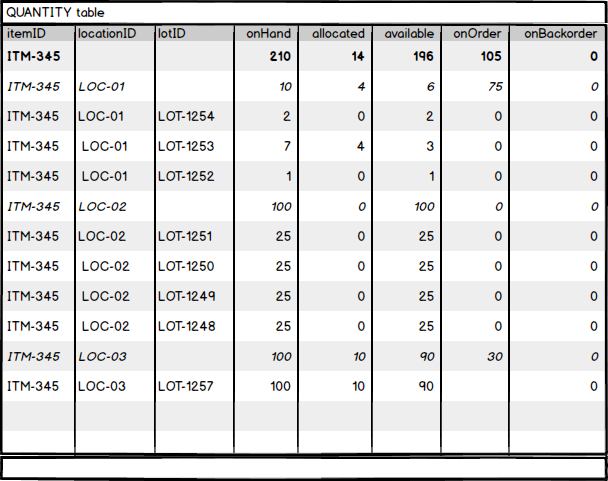 QUANTITY table
itemID locationID lotID onHand allocated available onOrder onBackorder
ITM-345 210 14 196 105 0
ITM-345 LOC-01 10 4 6 75 0
ITM-345 LOC-01 LOT-1254 2 0 2 0 0
ITM-345 LOC-01 LOT-1253 7 4 3 0 0
ITM-345 LOC-01 LOT-1252 1 0 1 0 0
ITM-345 LOC-02 100 0 100 0 0
ITM-345 LOC-02 LOT-1251 25 0 25 0 0
ITM-345 LOC-02 LOT-1250 25 0 25 0 0
ITM-345 LOC-02 LOT-1249 25 0 25 0 0
ITM-345 LOC-02 LOT-1248 25 0 25 0 0
ITM-345 LOC-03 100 10 90 30 0
ITM-345 LOC-03 LOT-1257 100 10 90 0